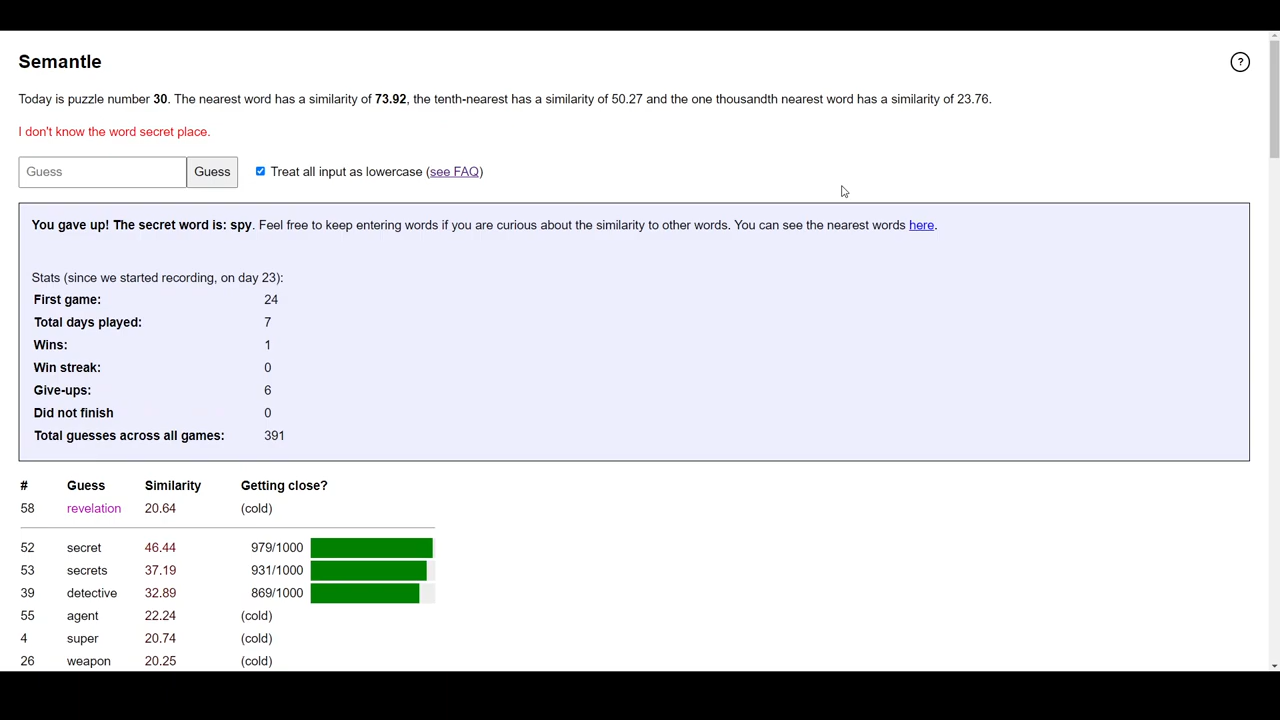 Semantle
?
Today is puzzle number 30. The nearest word has a similarity of 73.92, the tenth-nearest has a similarity of 50.27 and the one thousandth nearest word has a similarity of 23.76.
I don't know the word secret place.
Guess Guess Treat all input as lowercase (see FAQ)
You gave up! The secret word is: spy. Feel free to keep entering words if you are curious about the similarity to other words. You can see the nearest words here.
Stats (since we started recording, on day 23):
First game: 24
Total days played: 7
Wins: 1
Win streak: 0
Give-ups: 6
Did not finish 0
Total guesses across all games: 391
# Guess Similarity Getting close?
58 revelation 20.64 (cold)
52 secret 46.44 979/1000
53 secrets 37.19 931/1000
39 detective 32.89 869/1000
55 agent 22.24 (cold)
4 super 20.74 (cold)
26 weapon 20.25 (cold)